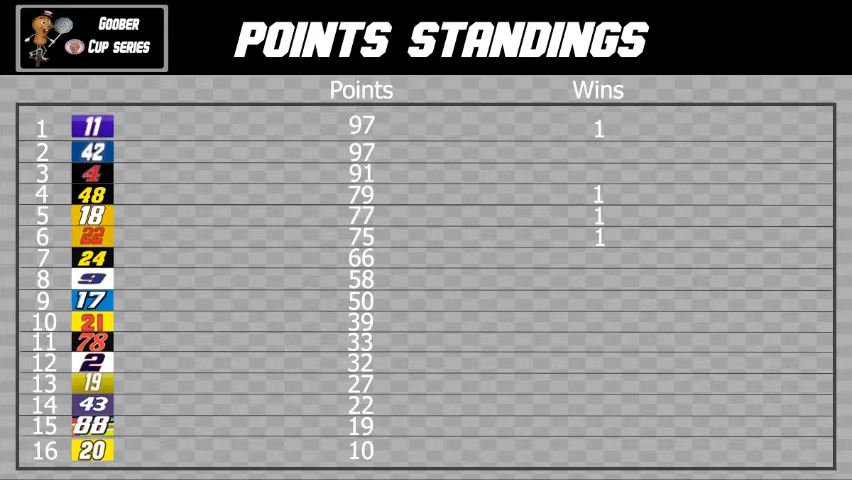 Goober
Cup series
POINTS STANDINGS
Points Wins
1 11 97 1
2 42 97
3 4 91
4 48 79 1
5 18 77 1
6 22 75 1
7 24 66
8 9 58
9 17 50
10 21 39
11 78 33
12 2 32
13 19 27
14 43 22
15 88 19
16 20 10